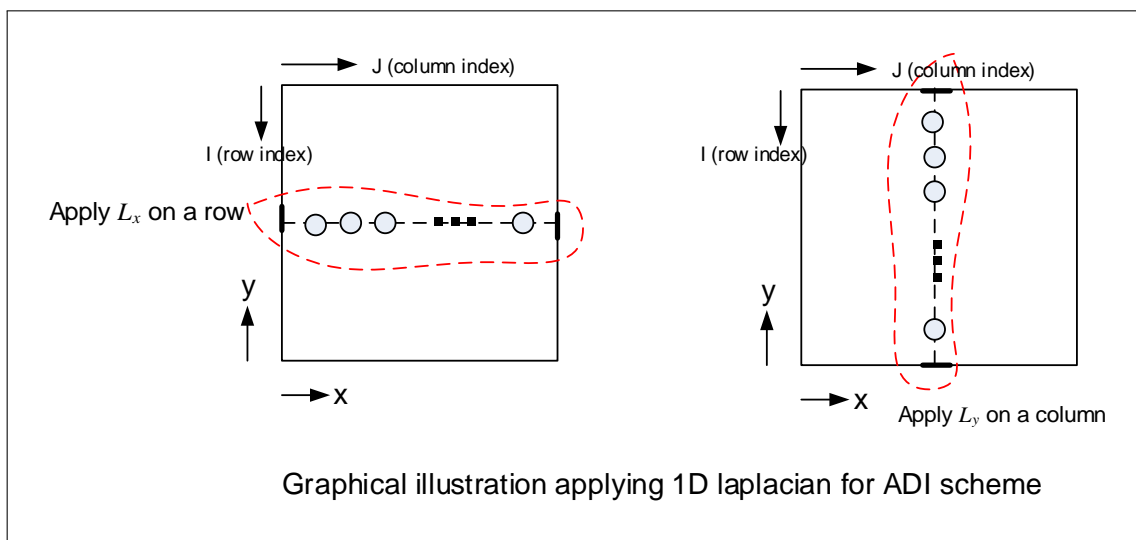 J (column index)
I (row index)
Apply Lx on a row
y
x
J (column index)
I (row index)
y
x
Apply Ly on a column
Graphical illustration applying 1D laplacian for ADI scheme